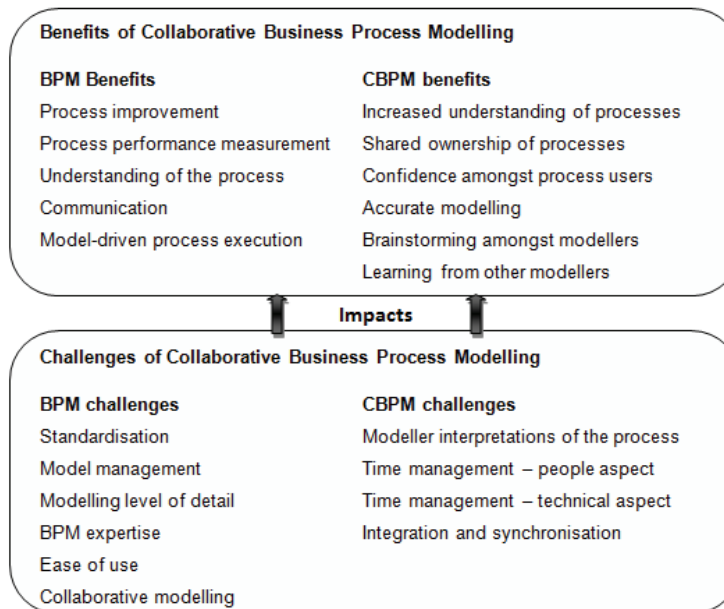 Benefits of Collaborative Business Process Modelling
BPM Benefits
Process improvement
Process performance measurement
Understanding of the process
Communication
Model-driven process execution
CBPM benefits
Increased understanding of processes
Shared ownership of processes
Confidence amongst process users
Accurate modelling
Brainstorming amongst modellers
Learning from other modellers
Impacts
Challenges of Collaborative Business Process Modelling
BPM challenges
Standardisation
Model management
Modelling level of detail
BPM expertise
Ease of use
Collaborative modelling
CBPM challenges
Modeller interpretations of the process
Time management – people aspect
Time management – technical aspect
Integration and synchronisation